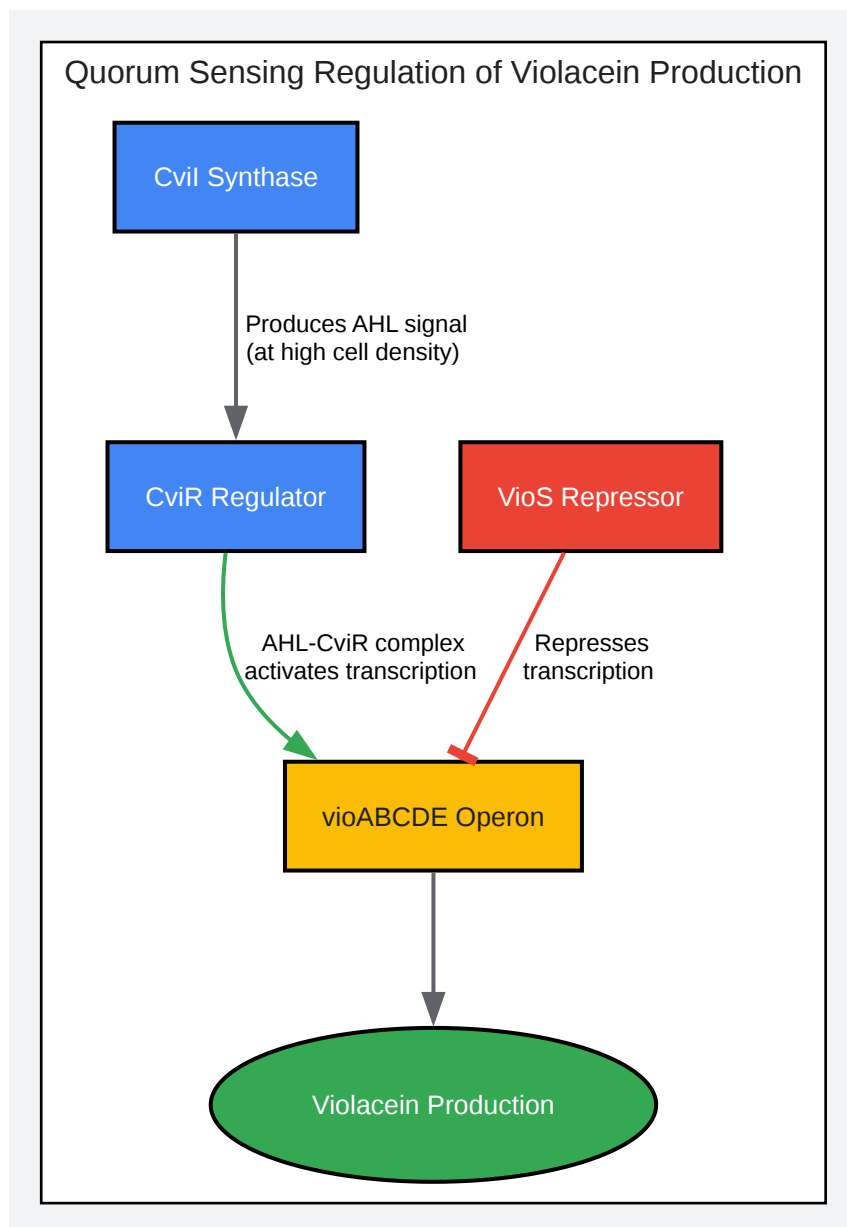 Quorum Sensing Regulation of Violacein Production
CviI Synthase
Produces AHL signal
(at high cell density)
CviR Regulator
VioS Repressor
AHL-CviR complex
activates transcription
Represses
transcription
vioABCDE Operon
Violacein Production